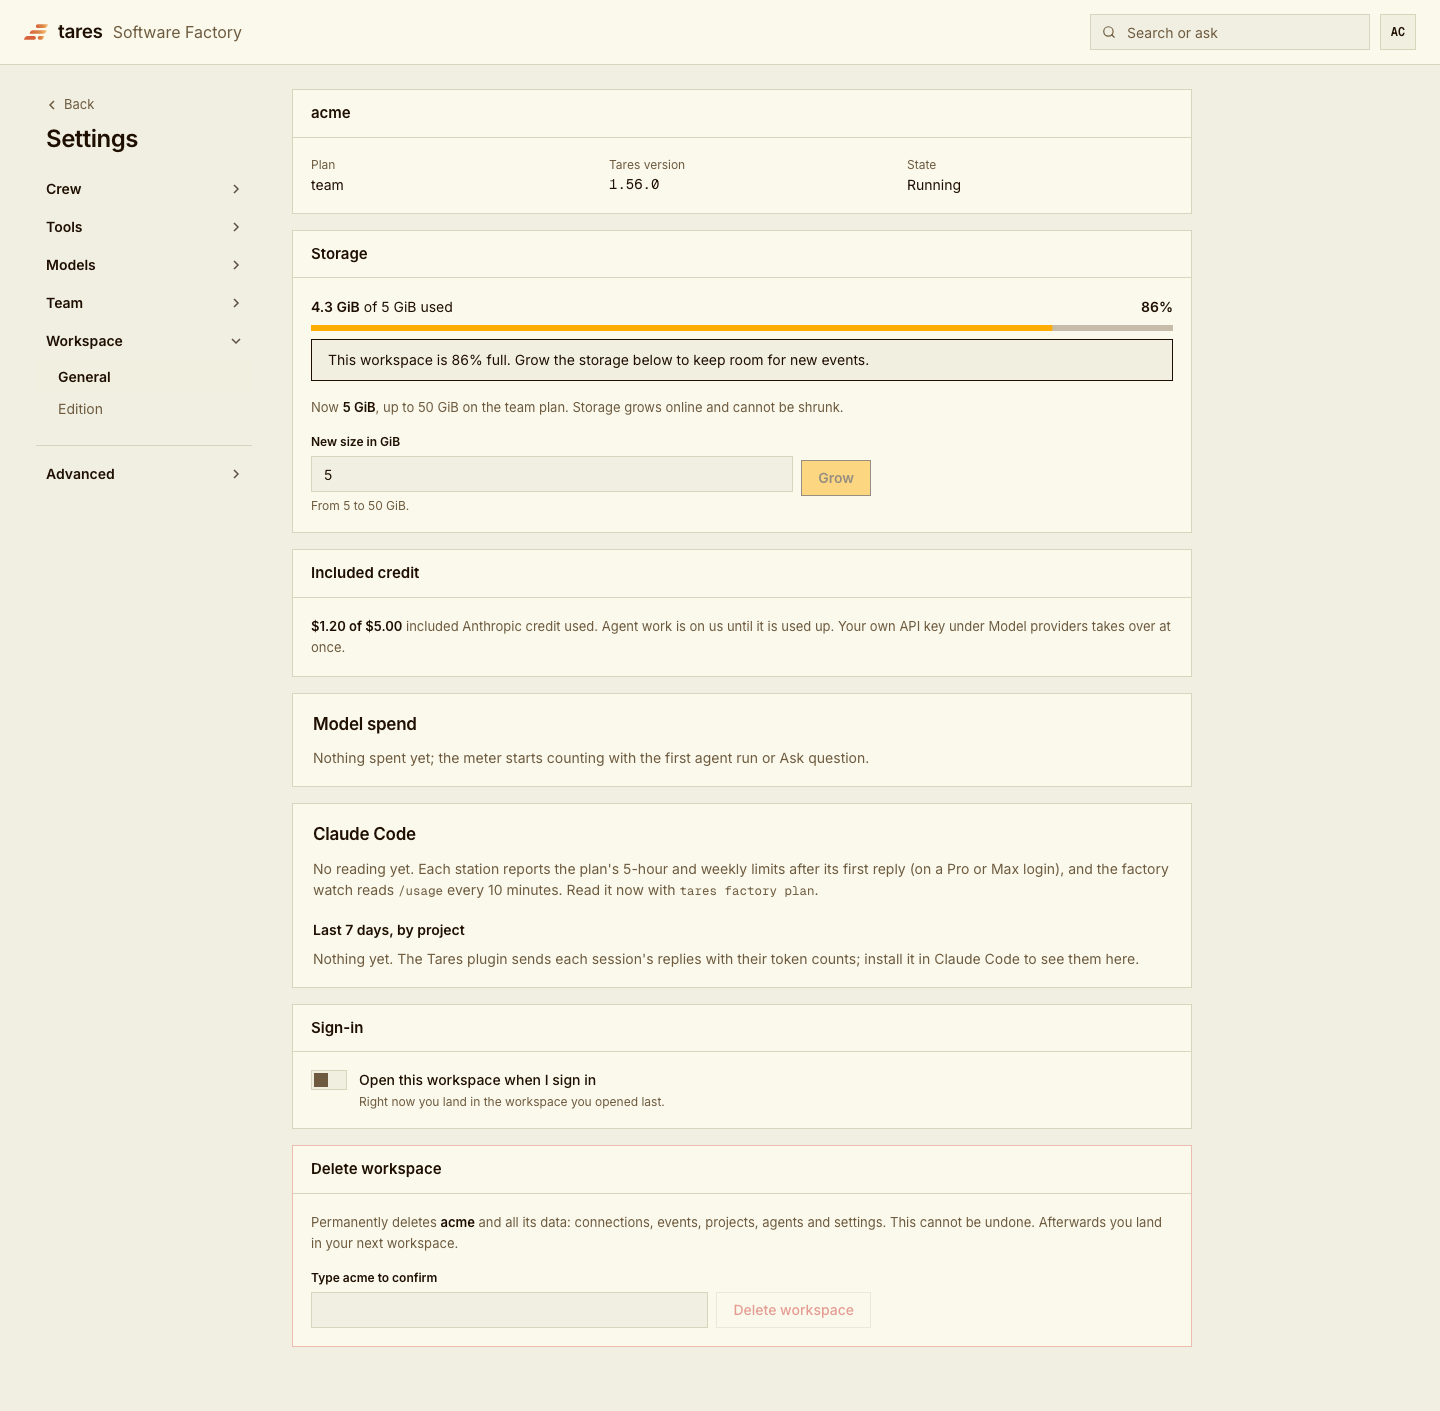 tares Software Factory
Search or ask
AC
Back
Settings
Crew
Tools
Models
Team
Workspace
General
Edition
Advanced
acme
Plan
team
Tares version
1.56.0
State
Running
Storage
4.3 GiB of 5 GiB used
86%
This workspace is 86% full. Grow the storage below to keep room for new events.
Now 5 GiB, up to 50 GiB on the team plan. Storage grows online and cannot be shrunk.
New size in GiB
5
Grow
From 5 to 50 GiB.
Included credit
$1.20 of $5.00 included Anthropic credit used. Agent work is on us until it is used up. Your own API key under Model providers takes over at
once.
Model spend
Nothing spent yet; the meter starts counting with the first agent run or Ask question.
Claude Code
No reading yet. Each station reports the plan's 5-hour and weekly limits after its first reply (on a Pro or Max login), and the factory
watch reads /usage every 10 minutes. Read it now with tares factory plan.
Last 7 days, by project
Nothing yet. The Tares plugin sends each session's replies with their token counts; install it in Claude Code to see them here.
Sign-in
Open this workspace when I sign in
Right now you land in the workspace you opened last.
Delete workspace
Permanently deletes acme and all its data: connections, events, projects, agents and settings. This cannot be undone. Afterwards you land
in your next workspace.
Type acme to confirm
Delete workspace